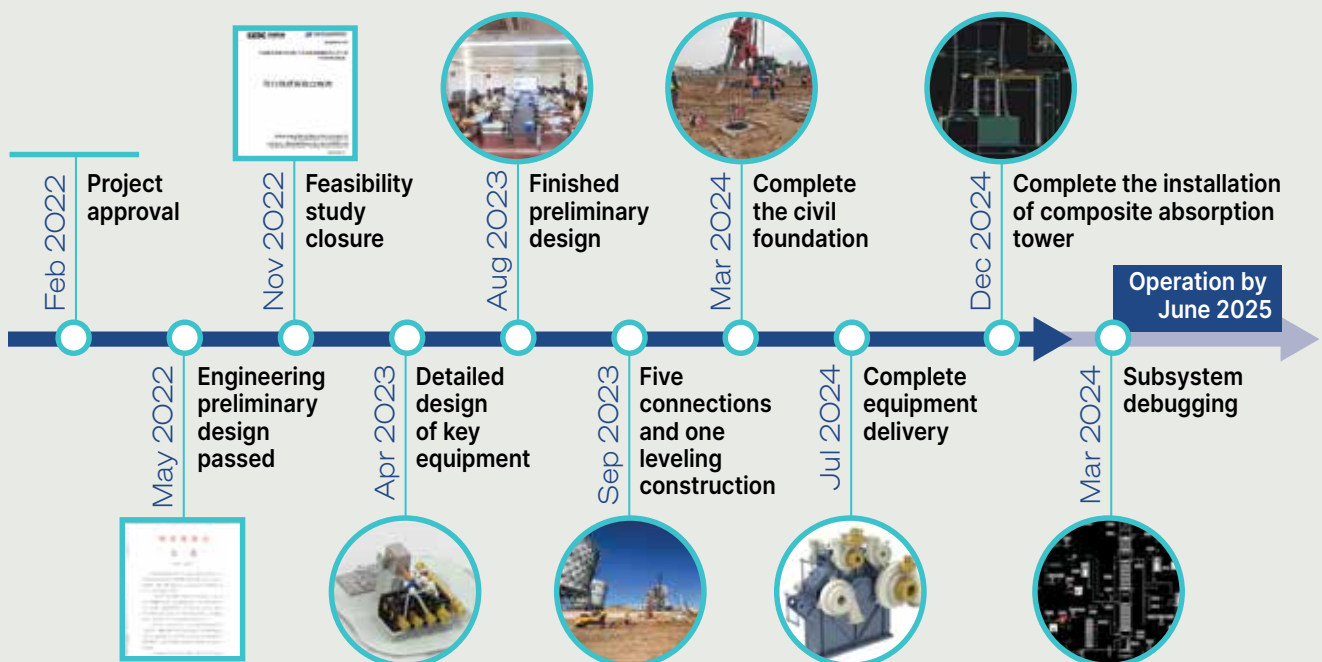 Feb 2022
Project
approval
May 2022
Engineering
preliminary
design
passed
Nov 2022
Feasibility
study
closure
Apr 2023
Detailed
design
of key
equipment
Aug 2023
Finished
preliminary
design
Sep 2023
Five
connections
and one
leveling
construction
Mar 2024
Complete
the civil
foundation
Jul 2024
Complete
equipment
delivery
Dec 2024
Complete the installation
of composite absorption
tower
Mar 2024
Subsystem
debugging
Operation by
June 2025